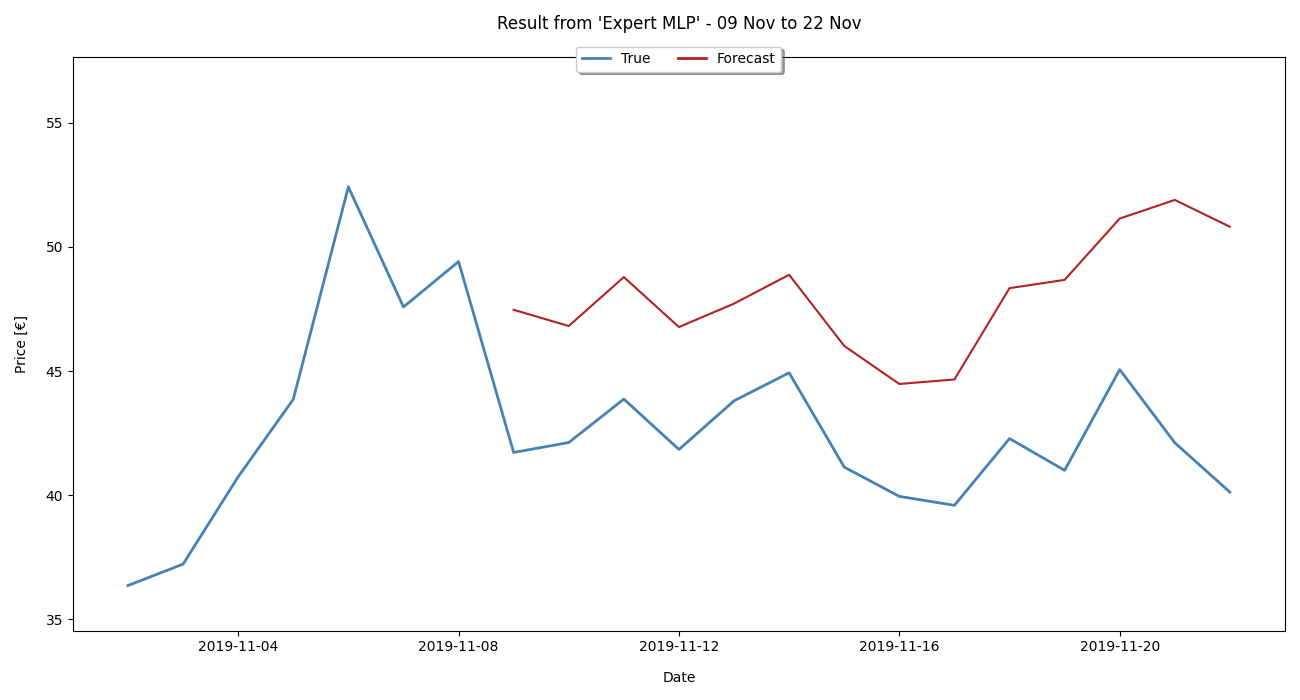 Result from 'Expert MLP' - 09 Nov to 22 Nov
True Forecast
55
50
45
40
35
Price [€]
2019-11-04 2019-11-08 2019-11-12 2019-11-16 2019-11-20
Date